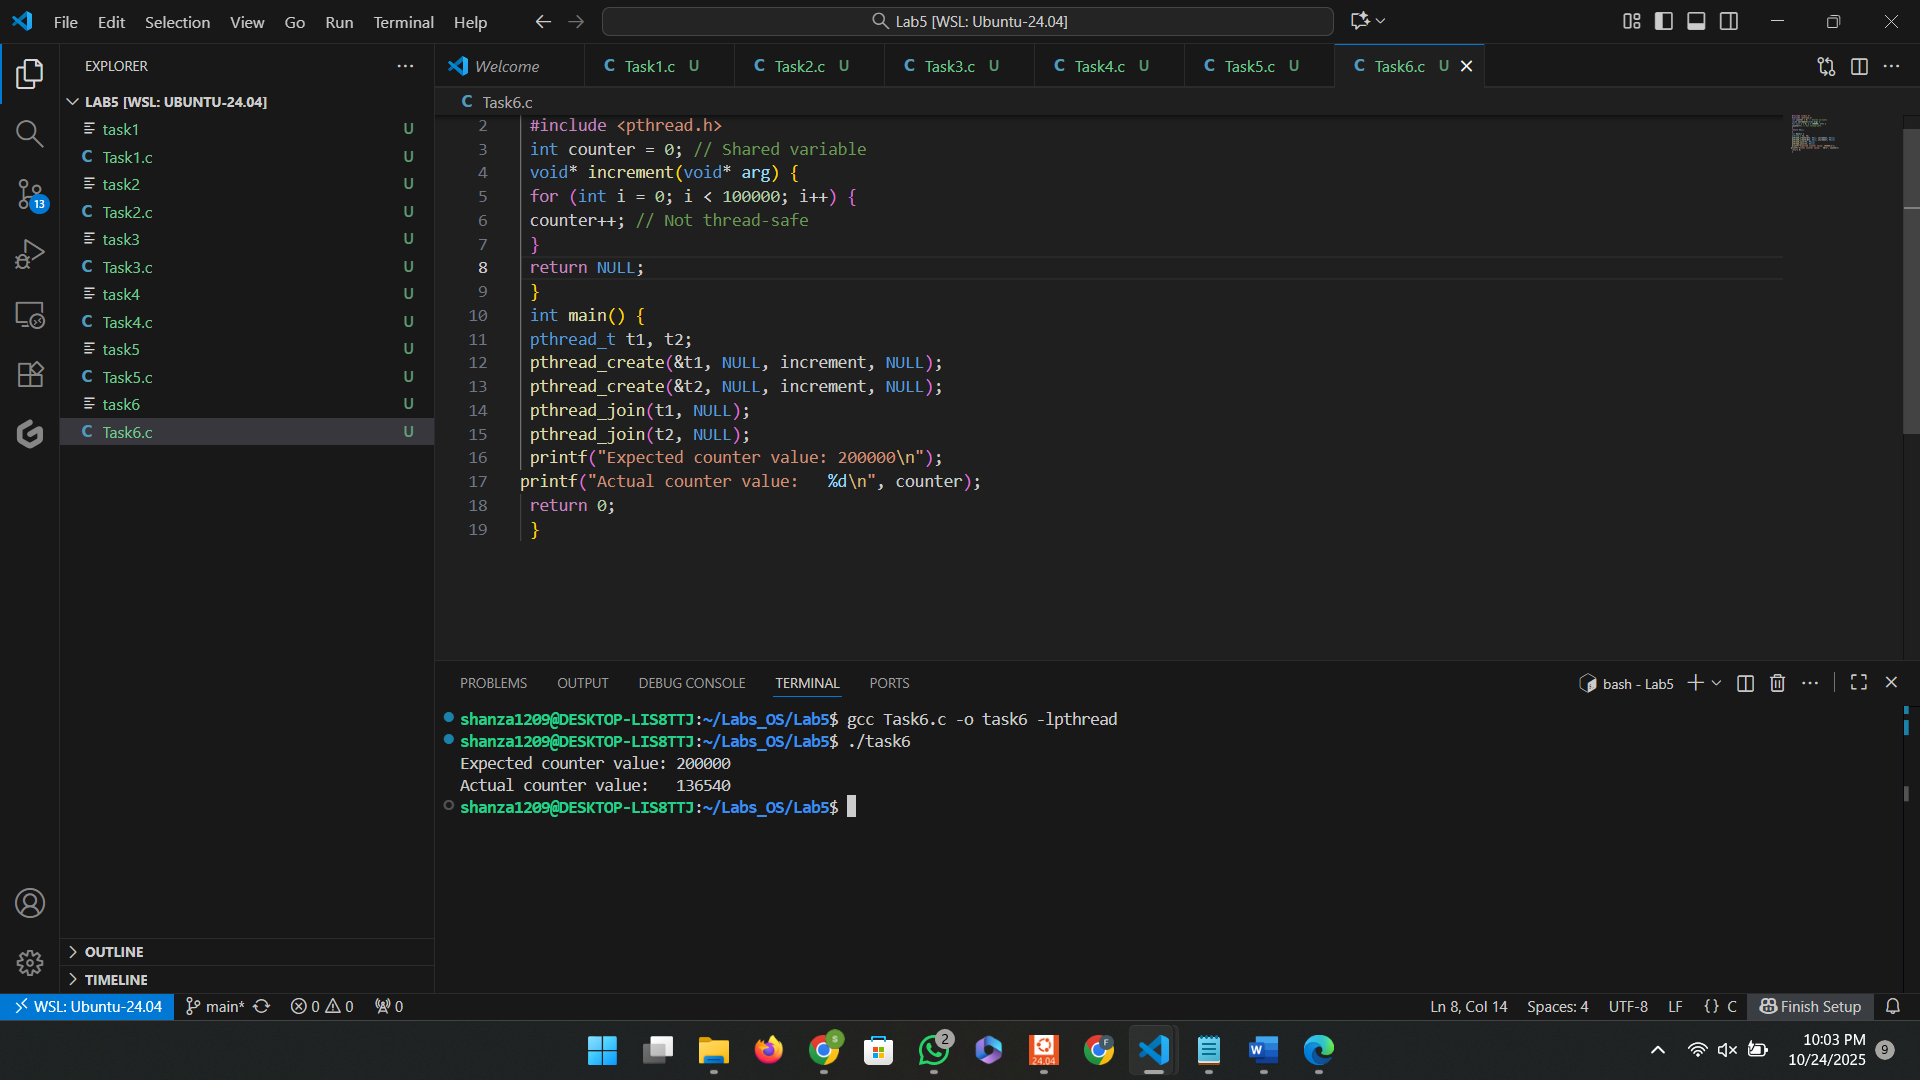 File Edit Selection View Go Run Terminal Help
Lab5 [WSL: Ubuntu-24.04]
EXPLORER
Welcome
C Task1.c U
C Task2.c U
C Task3.c U
C Task4.c U
C Task5.c U
C Task6.c U
LAB5 [WSL: UBUNTU-24.04]
task1 U
C Task1.c U
task2 U
C Task2.c U
task3 U
C Task3.c U
task4 U
C Task4.c U
task5 U
C Task5.c U
task6 U
C Task6.c U
13
OUTLINE
TIMELINE
C Task6.c
2 #include <pthread.h>
3 int counter = 0; // Shared variable
4 void* increment(void* arg) {
5 for (int i = 0; i < 100000; i++) {
6 counter++; // Not thread-safe
7 }
8 return NULL;
9 }
10 int main() {
11 pthread_t t1, t2;
12 pthread_create(&t1, NULL, increment, NULL);
13 pthread_create(&t2, NULL, increment, NULL);
14 pthread_join(t1, NULL);
15 pthread_join(t2, NULL);
16 printf("Expected counter value: 200000\n");
17 printf("Actual counter value:   %d\n", counter);
18 return 0;
19 }
PROBLEMS OUTPUT DEBUG CONSOLE TERMINAL PORTS
bash - Lab5
shanza1209@DESKTOP-LIS8TTJ:~/Labs_OS/Lab5$ gcc Task6.c -o task6 -lpthread
shanza1209@DESKTOP-LIS8TTJ:~/Labs_OS/Lab5$ ./task6
Expected counter value: 200000
Actual counter value:   136540
shanza1209@DESKTOP-LIS8TTJ:~/Labs_OS/Lab5$
WSL: Ubuntu-24.04 main* 0 0 0
Ln 8, Col 14 Spaces: 4 UTF-8 LF {} C Finish Setup
S
2
24.04
F
W
10:03 PM
10/24/2025
9